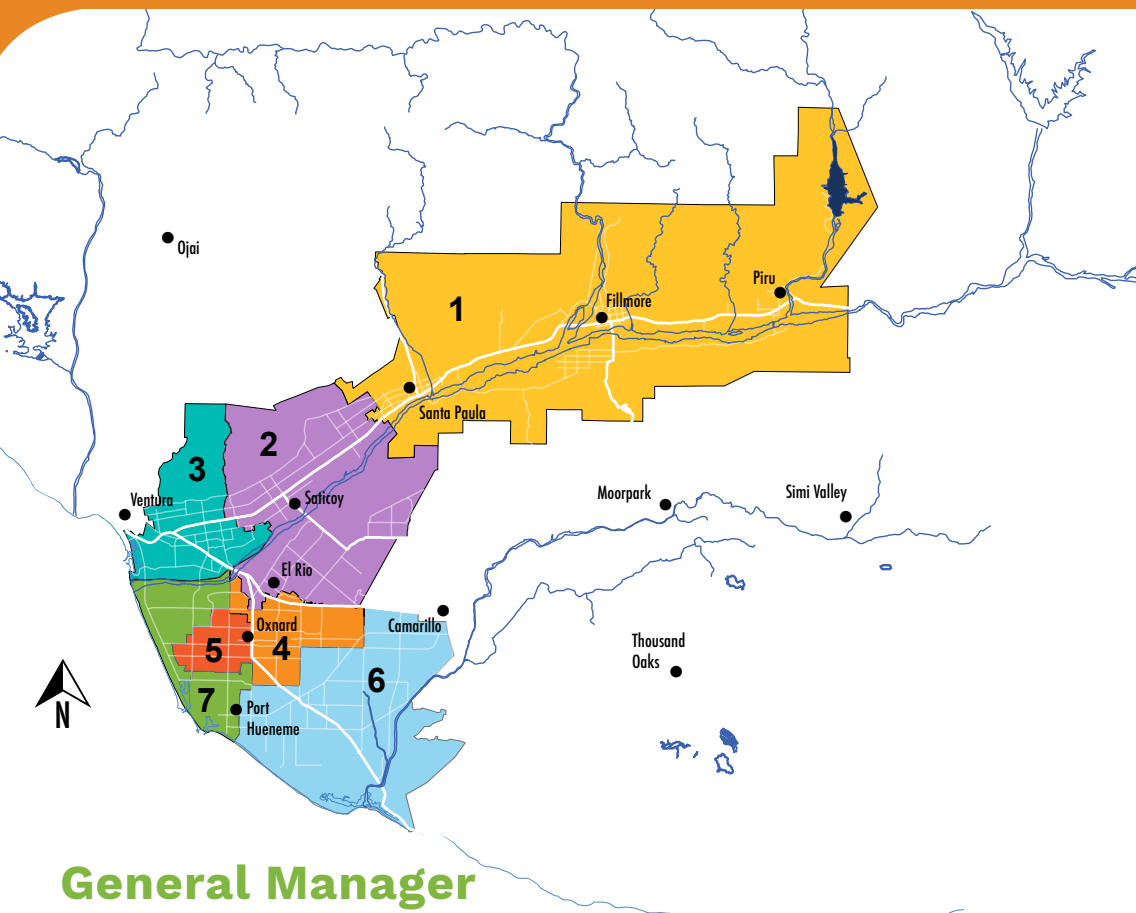 Ojai
Piru
Fillmore
1
Santa Paula
2
3
Ventura
Saticoy
Moorpark
Simi Valley
El Rio
Oxnard
Camarillo
5
4
Thousand
Oaks
6
7
Port
Hueneme
N
General Manager